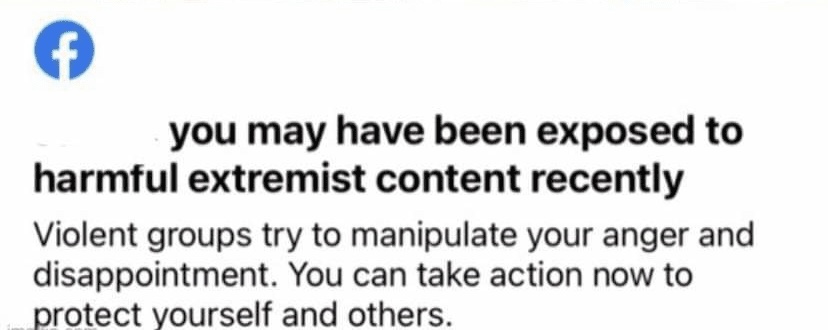 you may have been exposed to
harmful extremist content recently
Violent groups try to manipulate your anger and
disappointment. You can take action now to
protect yourself and others.